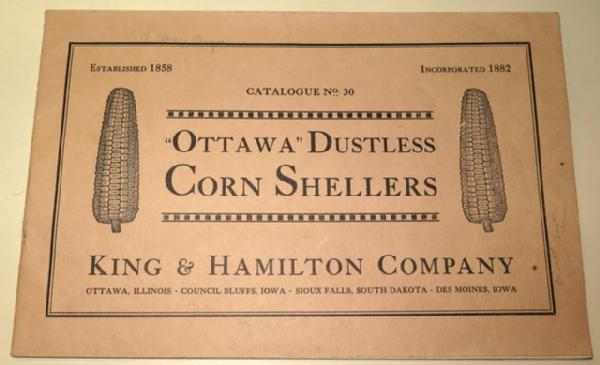 ESTABLISHED 1858
INCORPORATED 1882
CATALOGUE No. 30
"OTTAWA" DUSTLESS
CORN SHELLERS
KING & HAMILTON COMPANY
OTTAWA, ILLINOIS - COUNCIL BLUFFS, IOWA - SIOUX FALLS, SOUTH DAKOTA - DES MOINES, IOWA